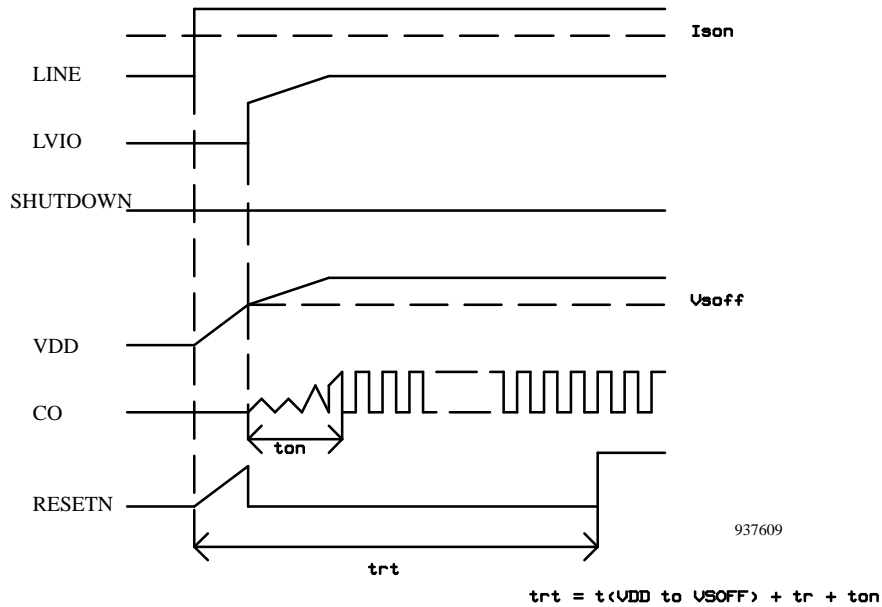 Ison
LINE
LVIO
SHUTDOWN
Vsoff
VDD
CO
ton
RESETN
937609
trt
trt = t(VDD to VSOFF) + tr + ton